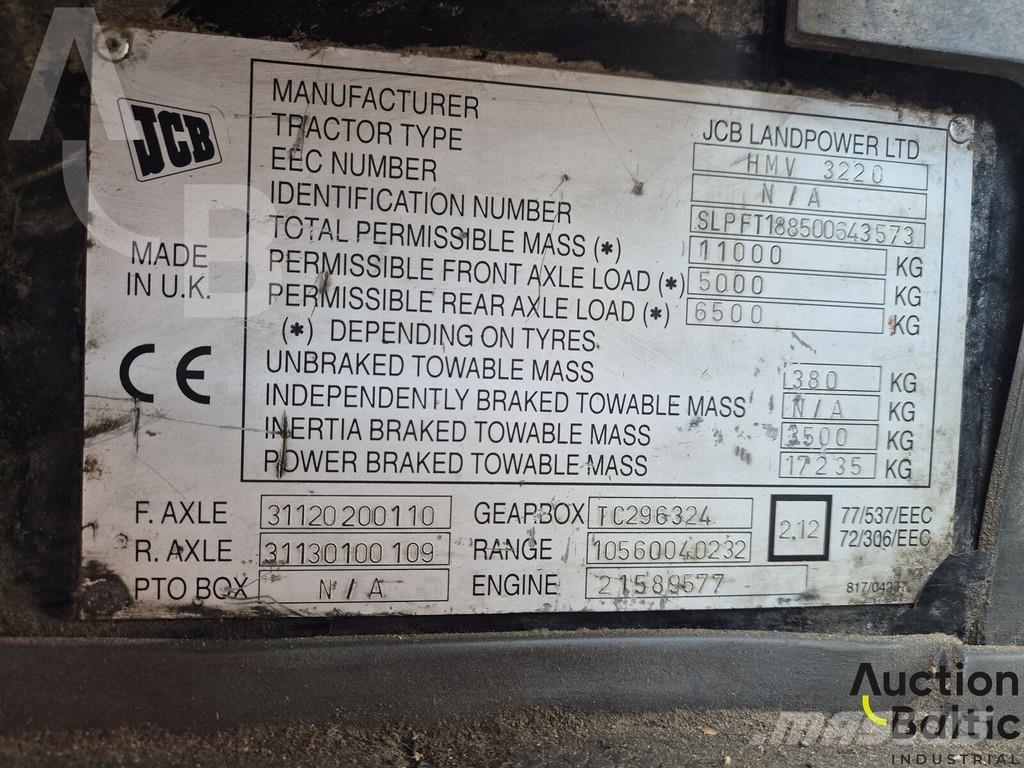 JCB
MADE
IN U.K.
CE
MANUFACTURER JCB LANDPOWER LTD
TRACTOR TYPE HMV 3220
EEC NUMBER N/A
IDENTIFICATION NUMBER SLPFT188500643573
TOTAL PERMISSIBLE MASS (*) 11000 KG
PERMISSIBLE FRONT AXLE LOAD (*) 5000 KG
PERMISSIBLE REAR AXLE LOAD (*) 6500 KG
(*) DEPENDING ON TYRES
UNBRAKED TOWABLE MASS 1380 KG
INDEPENDENTLY BRAKED TOWABLE MASS N/A KG
INERTIA BRAKED TOWABLE MASS 3500 KG
POWER BRAKED TOWABLE MASS 17235 KG
F. AXLE 31120200110 GEARBOX TC296324 2.12 77/537/EEC
R. AXLE 31130100109 RANGE 10560040232 72/306/EEC
PTO BOX N/A ENGINE 21589577
Auction
Baltic
INDUSTRIAL